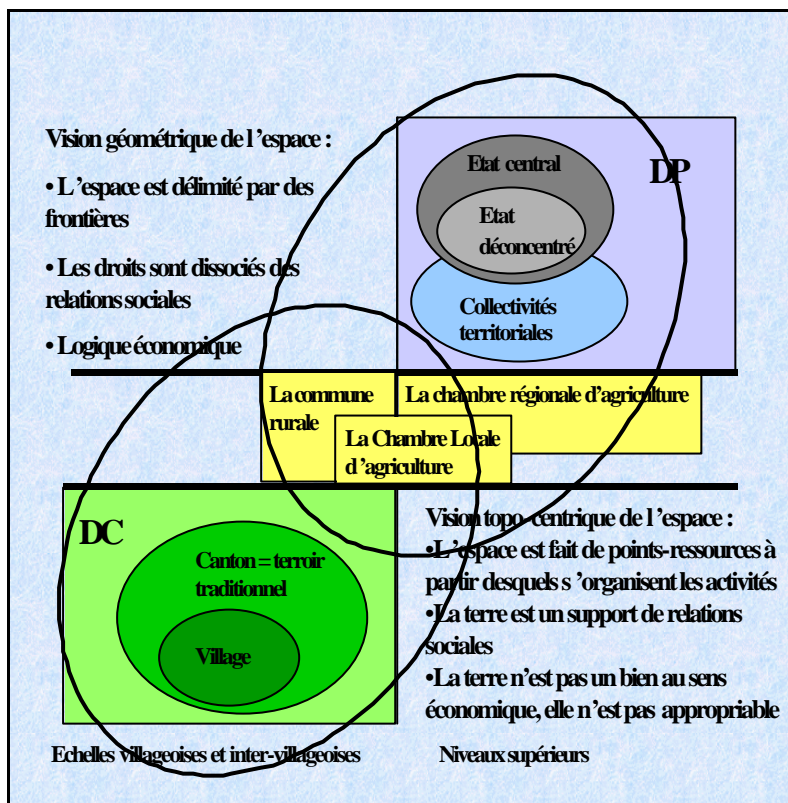 Vision géométrique de l ’espace :
• L ’espace est délimité par des
frontières
• Les droits sont dissociés des
relations sociales
• Logique économique
Etat central
DP
Etat
déconcentré
Collectivités
territoriales
La commune
rurale
La chambre régionale d’agriculture
La Chambre Locale
d ’agriculture
DC
Canton = terroir
traditionnel
Village
Vision topo-centrique de l ’espace :
•L ’espace est fait de points-ressources à
partir desquels s ’organisent les activités
•La terre est un support de relations
sociales
•La terre n’est pas un bien au sens
économique, elle n’est pas appropriable
Echelles villageoises et inter-villageoises
Niveaux supérieurs